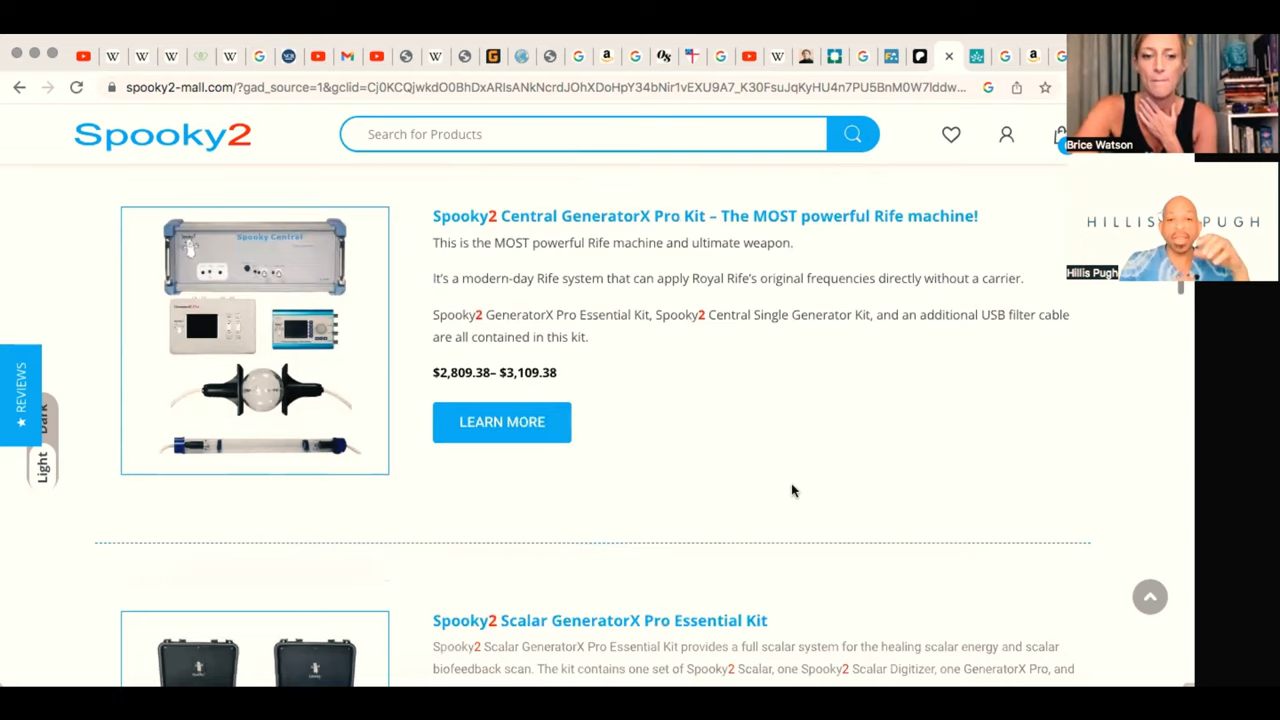 spooky2-mall.com/?gad_source=1&gclid=Cj0KCQjwkdO0BhDxARIsANkNcrdJOhXDoHpY34bNir1vEXU9A7_K30FsuJqKyHU4n7PU5BnM0W7lddw...
Spooky2
Search for Products
Brice Watson
HILLIS PUGH
Hillis Pugh
Spooky2 Central GeneratorX Pro Kit – The MOST powerful Rife machine!
This is the MOST powerful Rife machine and ultimate weapon.
It's a modern-day Rife system that can apply Royal Rife's original frequencies directly without a carrier.
Spooky2 GeneratorX Pro Essential Kit, Spooky2 Central Single Generator Kit, and an additional USB filter cable
are all contained in this kit.
$2,809.38– $3,109.38
LEARN MORE
Spooky Central
★ REVIEWS
Dark
Light
Spooky2 Scalar GeneratorX Pro Essential Kit
Spooky2 Scalar GeneratorX Pro Essential Kit provides a full scalar system for the healing scalar energy and scalar
biofeedback scan. The kit contains one set of Spooky2 Scalar, one Spooky2 Scalar Digitizer, one GeneratorX Pro, and